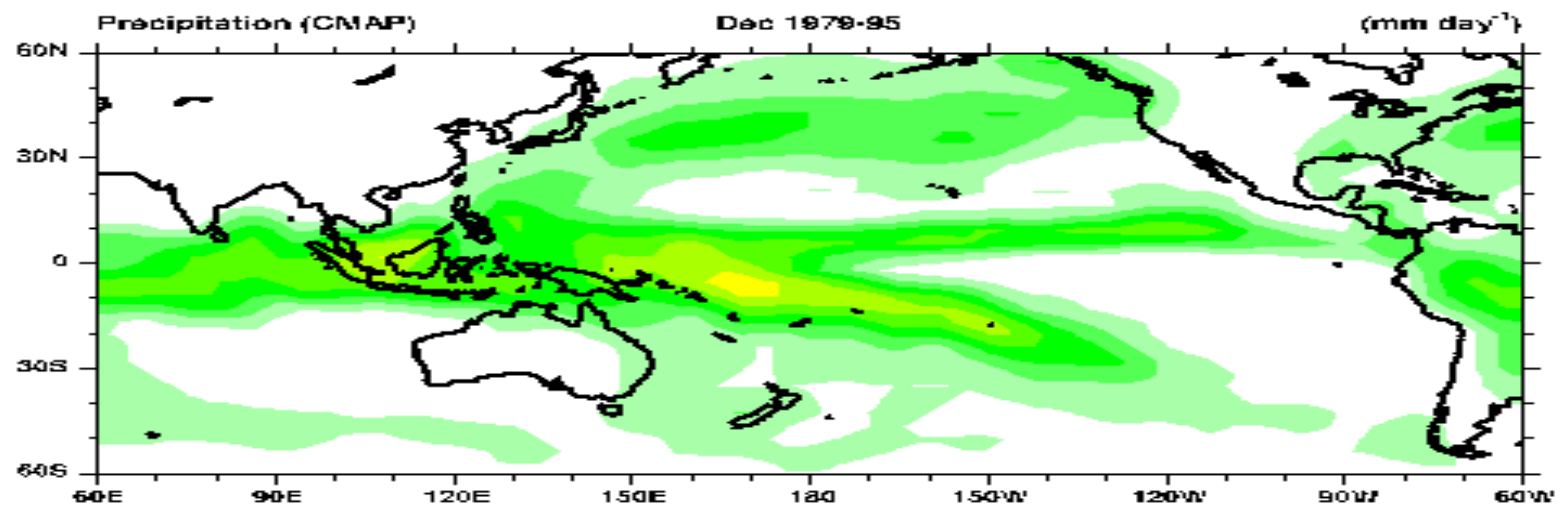 Precipitation (CMAP) Dec 1979-95 (mm day⁻¹)
60N
30N
0
30S
60S
60E 90E 120E 150E 180 150W 120W 90W 60W